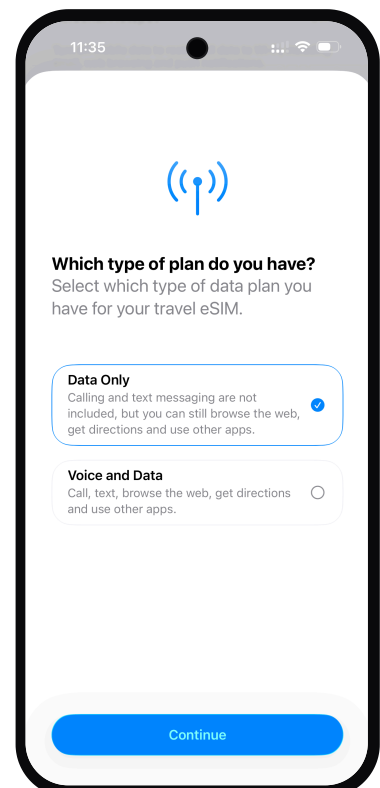 11:35
Which type of plan do you have?
Select which type of data plan you
have for your travel eSIM.
Data Only
Calling and text messaging are not
included, but you can still browse the web,
get directions and use other apps.
Voice and Data
Call, text, browse the web, get directions
and use other apps.
Continue